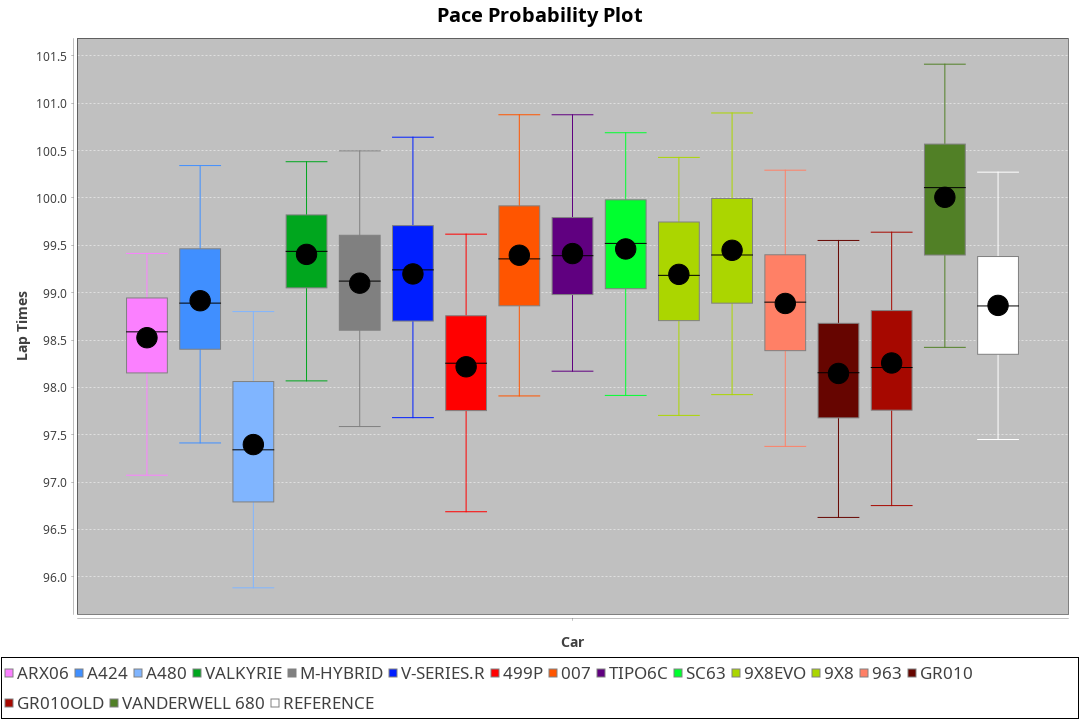 Pace Probability Plot
101.5
101.0
100.5
100.0
99.5
99.0
98.5
98.0
97.5
97.0
96.5
96.0
Lap Times
Car
ARX06 A424 A480 VALKYRIE M-HYBRID V-SERIES.R 499P 007 TIPO6C SC63 9X8EVO 9X8 963 GR010
GR010OLD VANDERWELL 680 REFERENCE